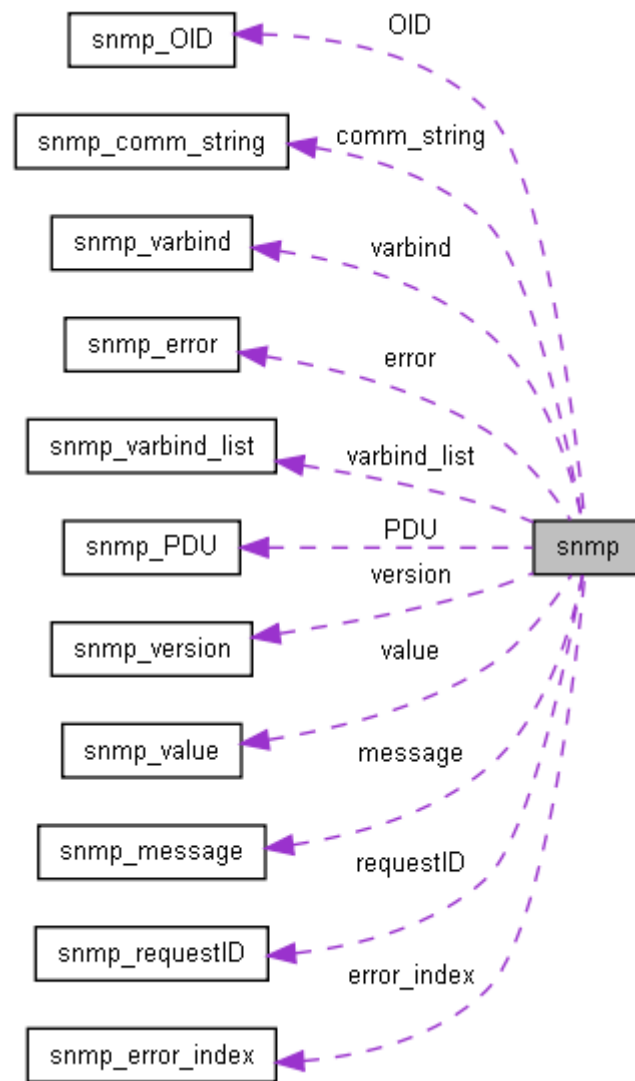 OID
snmp_OID
comm_string
snmp_comm_string
varbind
snmp_varbind
error
snmp_error
varbind_list
snmp_varbind_list
PDU
snmp_PDU
snmp
version
snmp_version
value
snmp_value
message
snmp_message
requestID
snmp_requestID
error_index
snmp_error_index